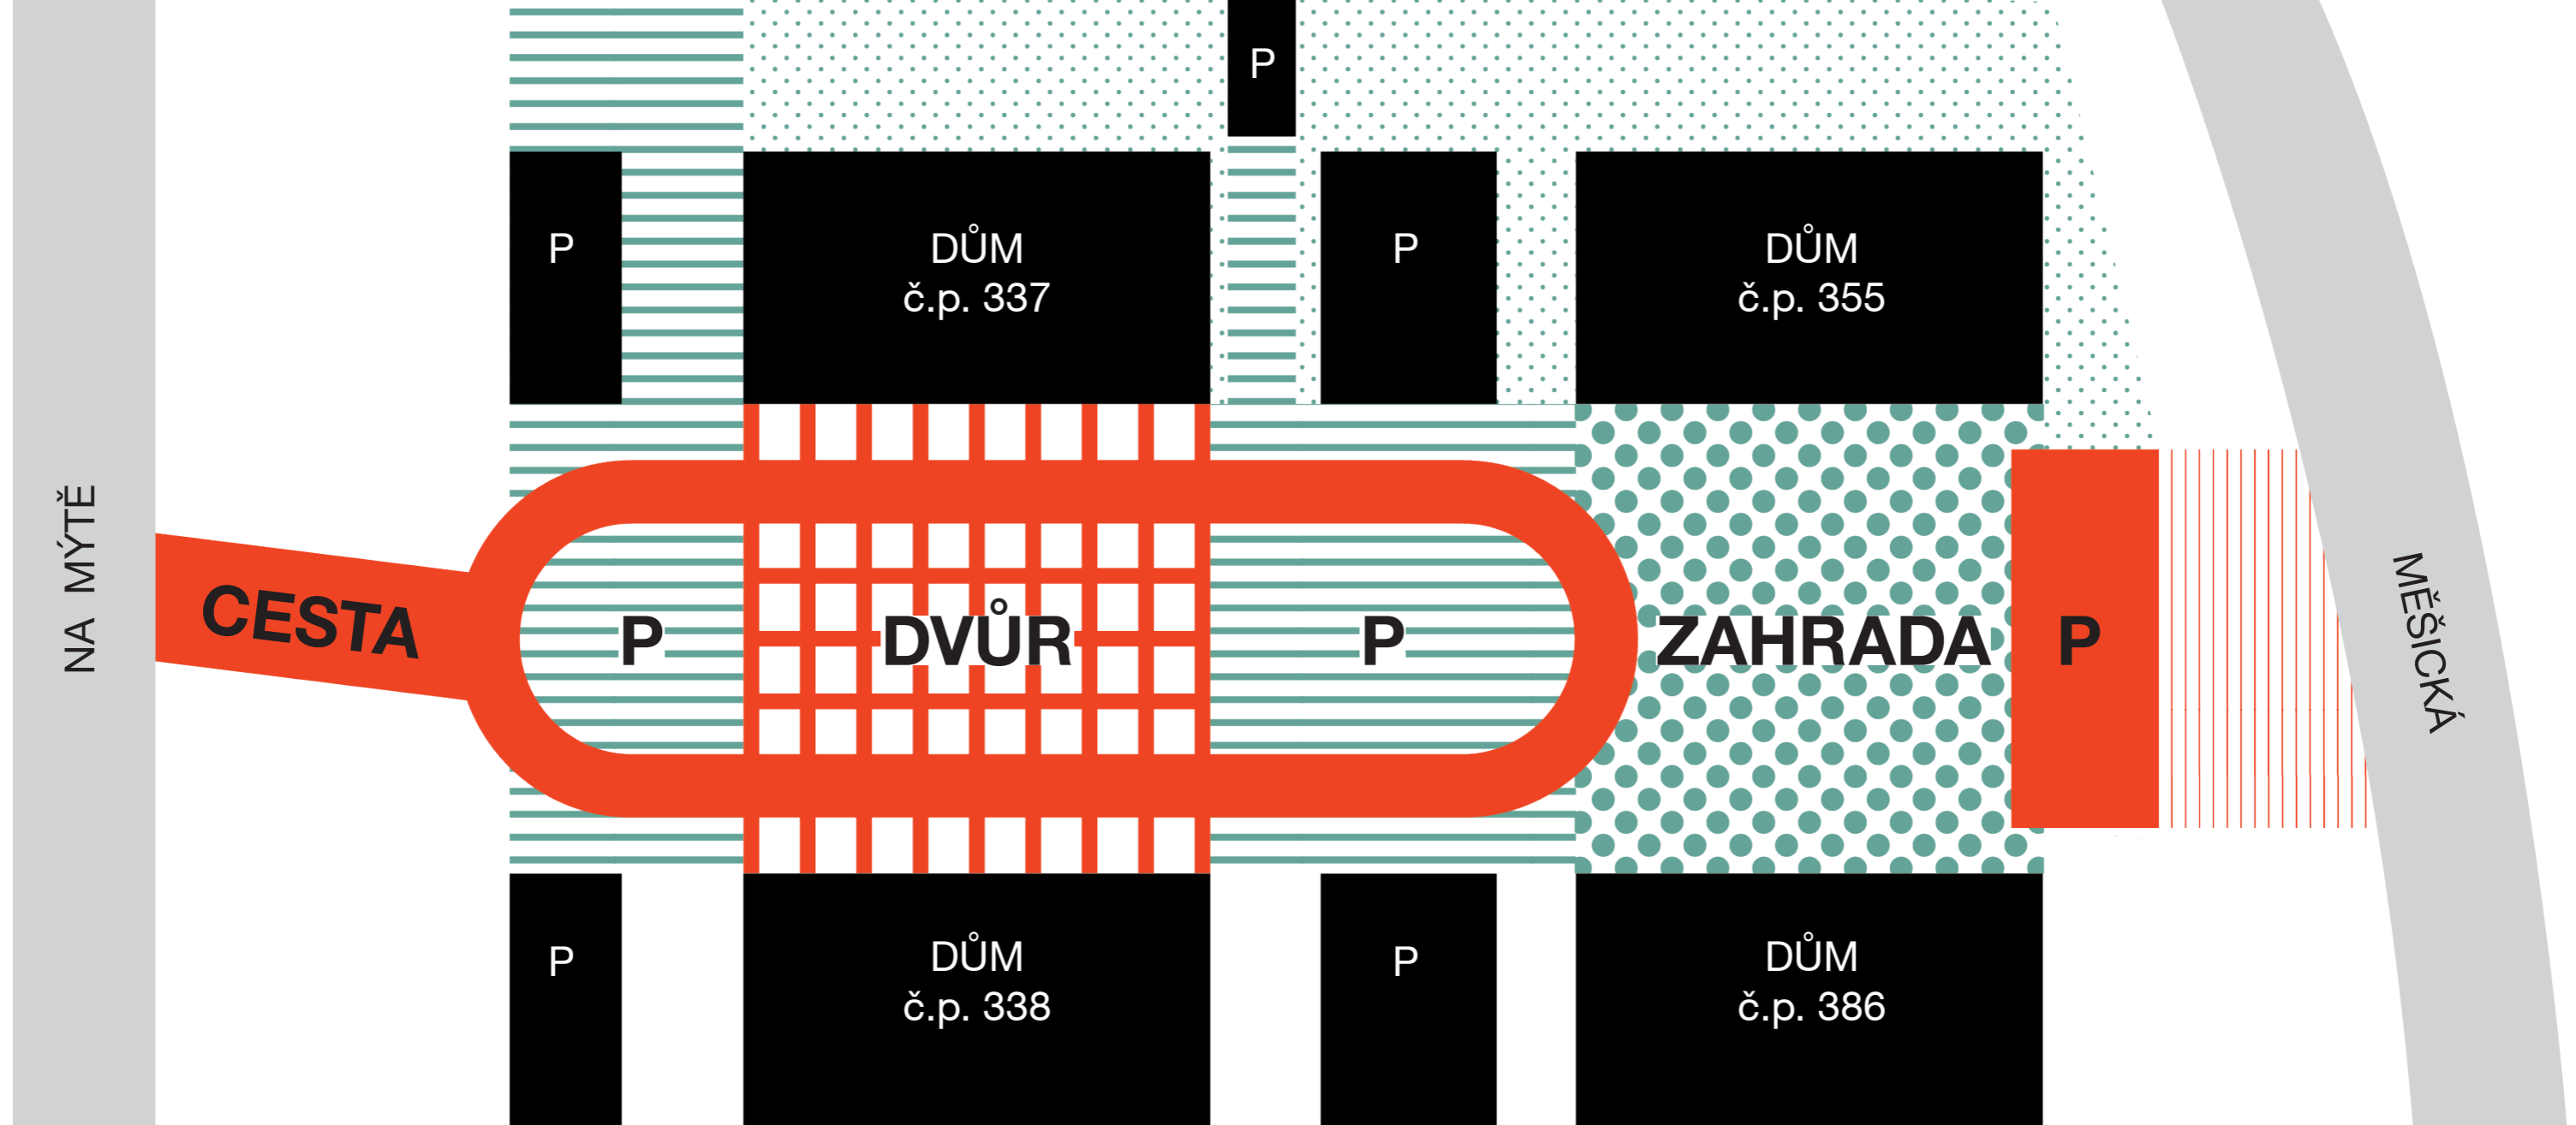 P
P
DŮM
č.p. 337
P
DŮM
č.p. 355
NA MÝTĚ
CESTA
P
DVŮR
P
ZAHRADA
P
MĚŠICKÁ
P
DŮM
č.p. 338
P
DŮM
č.p. 386